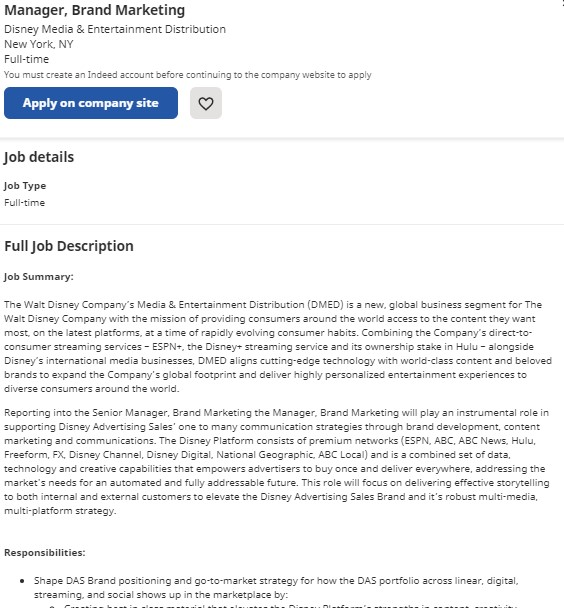 Manager, Brand Marketing
Disney Media & Entertainment Distribution
New York, NY
Full-time
You must create an Indeed account before continuing to the company website to apply
Apply on company site
Job details
Job Type
Full-time
Full Job Description
Job Summary:
The Walt Disney Company's Media & Entertainment Distribution (DMED) is a new, global business segment for The
Walt Disney Company with the mission of providing consumers around the world access to the content they want
most, on the latest platforms, at a time of rapidly evolving consumer habits. Combining the Company's direct-to-
consumer streaming services – ESPN+, the Disney+ streaming service and its ownership stake in Hulu – alongside
Disney's international media businesses, DMED aligns cutting-edge technology with world-class content and beloved
brands to expand the Company's global footprint and deliver highly personalized entertainment experiences to
diverse consumers around the world.
Reporting into the Senior Manager, Brand Marketing the Manager, Brand Marketing will play an instrumental role in
supporting Disney Advertising Sales' one to many communication strategies through brand development, content
marketing and communications. The Disney Platform consists of premium networks (ESPN, ABC, ABC News, Hulu,
Freeform, FX, Disney Channel, Disney Digital, National Geographic, ABC Local) and is a combined set of data,
technology and creative capabilities that empowers advertisers to buy once and deliver everywhere, addressing the
market's needs for an automated and fully addressable future. This role will focus on delivering effective storytelling
to both internal and external customers to elevate the Disney Advertising Sales Brand and it's robust multi-media,
multi-platform strategy.
Responsibilities:
• Shape DAS Brand positioning and go-to-market strategy for how the DAS portfolio across linear, digital,
streaming, and social shows up in the marketplace by:
Creating best in class material that elevates the Disney Platform's strengths in content, creativity,